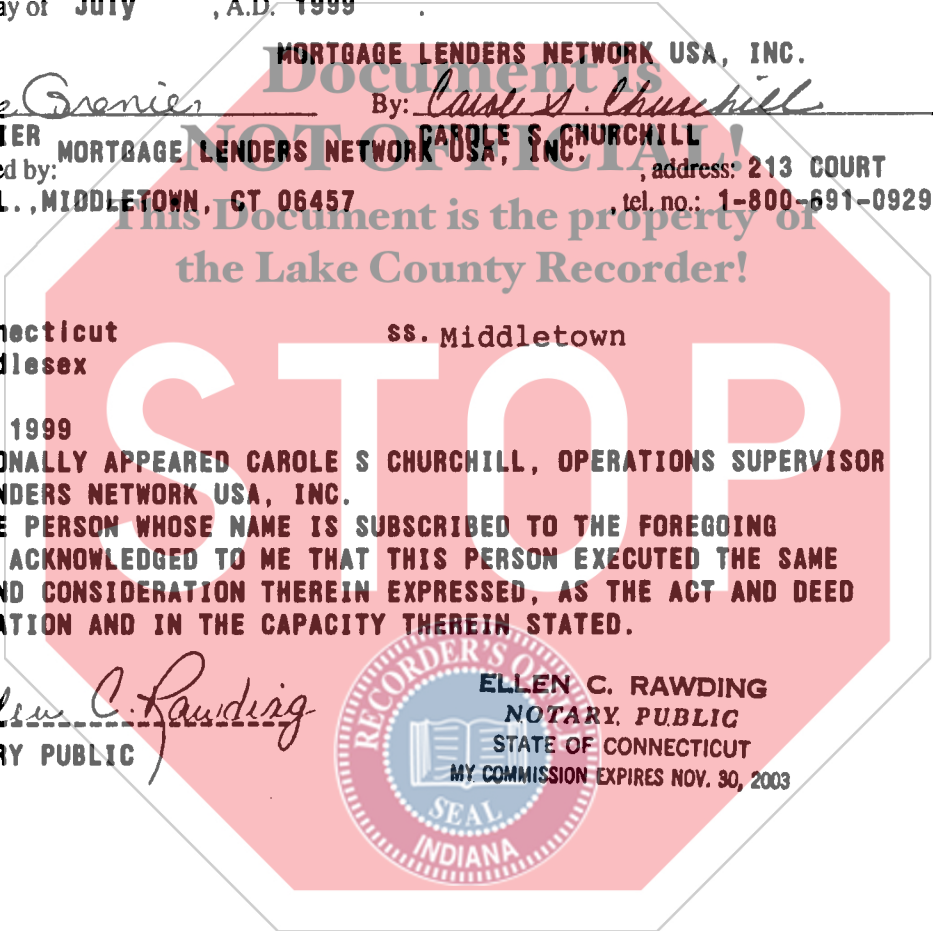 ay of July , A.D. 1999 .
MORTGAGE LENDERS NETWORK USA, INC.
Document is
e. Grenier By: Carole S. Churchill
IER CAROLE S CHURCHILL
NOT OFFICIAL!
ed by: MORTGAGE LENDERS NETWORK USA, INC. , address: 213 COURT
L., MIDDLETOWN, CT 06457 , tel. no.: 1-800-691-0929
This Document is the property of
the Lake County Recorder!
necticut ss. Middletown
dlesex
STOP
1999
ONALLY APPEARED CAROLE S CHURCHILL, OPERATIONS SUPERVISOR
NDERS NETWORK USA, INC.
E PERSON WHOSE NAME IS SUBSCRIBED TO THE FOREGOING
ACKNOWLEDGED TO ME THAT THIS PERSON EXECUTED THE SAME
ND CONSIDERATION THEREIN EXPRESSED, AS THE ACT AND DEED
ATION AND IN THE CAPACITY THEREIN STATED.
len C. Rawding
RY PUBLIC
ELLEN C. RAWDING
NOTARY PUBLIC
STATE OF CONNECTICUT
MY COMMISSION EXPIRES NOV. 30, 2003
RECORDER'S OFFICE
SEAL
INDIANA